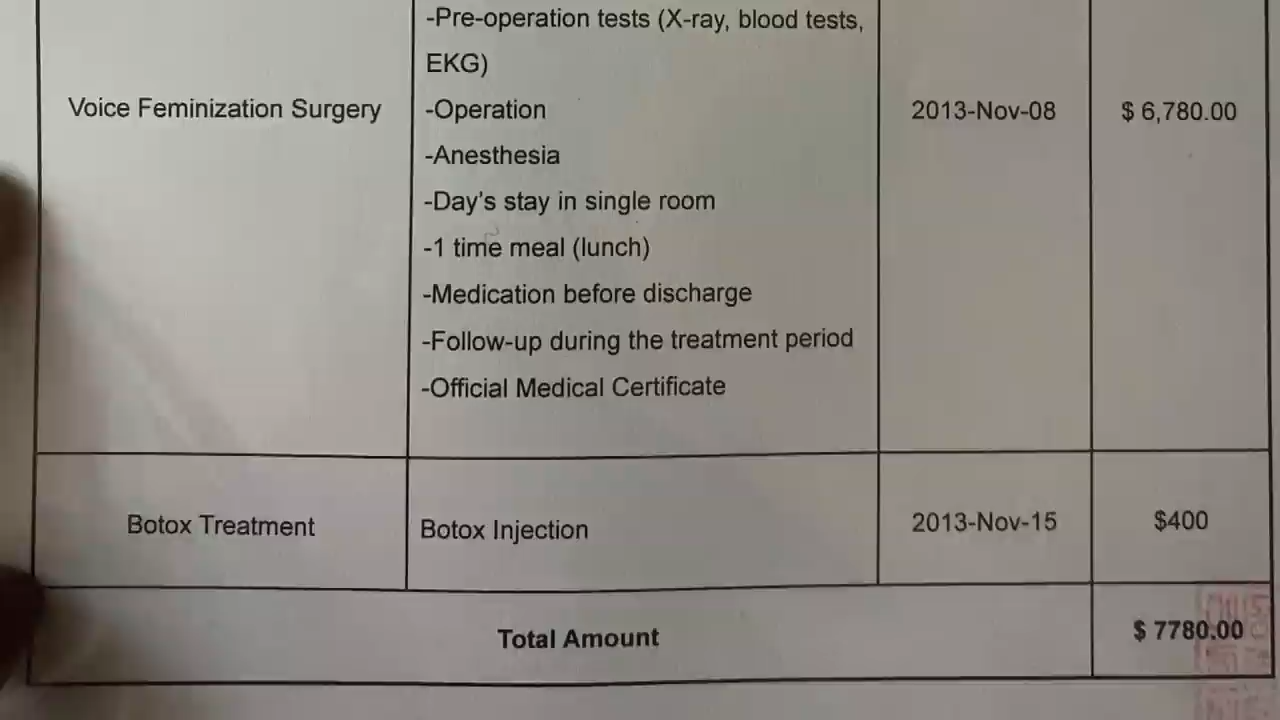 -Pre-operation tests (X-ray, blood tests,
EKG)
Voice Feminization Surgery
-Operation
2013-Nov-08
$ 6,780.00
-Anesthesia
-Day's stay in single room
-1 time meal (lunch)
-Medication before discharge
-Follow-up during the treatment period
-Official Medical Certificate
Botox Treatment
Botox Injection
2013-Nov-15
$400
Total Amount
$ 7780.00